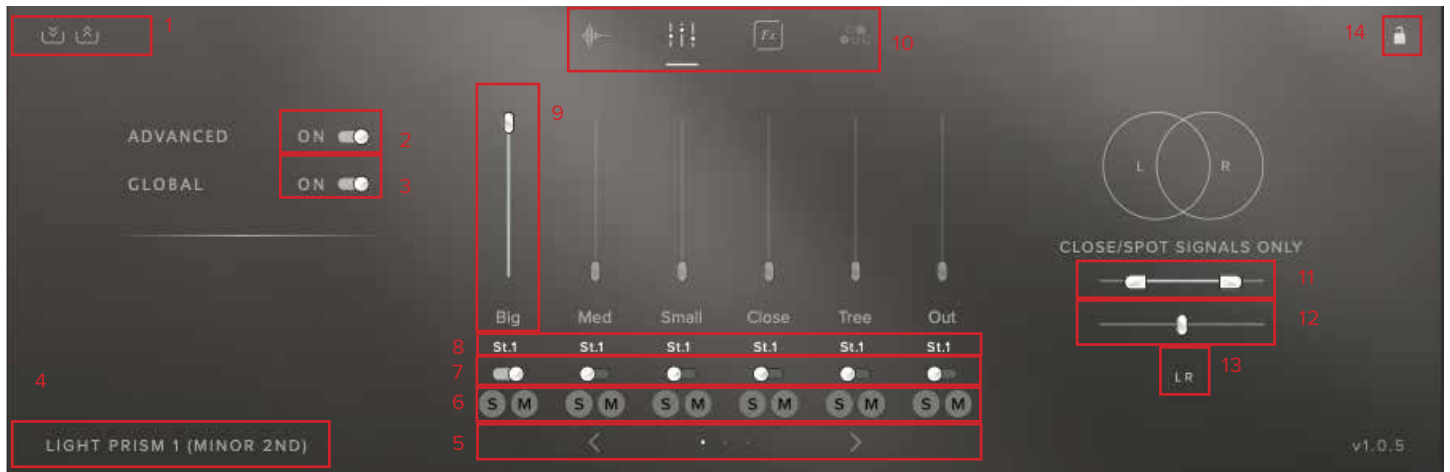 1
Fx
10
14
9
ADVANCED ON 2
GLOBAL ON 3
L R
CLOSE/SPOT SIGNALS ONLY
11
Big Med Small Close Tree Out
12
8 St.1 St.1 St.1 St.1 St.1 St.1
7
13
L R
4
6 S M S M S M S M S M S M
5
LIGHT PRISM 1 (MINOR 2ND)
v1.0.5